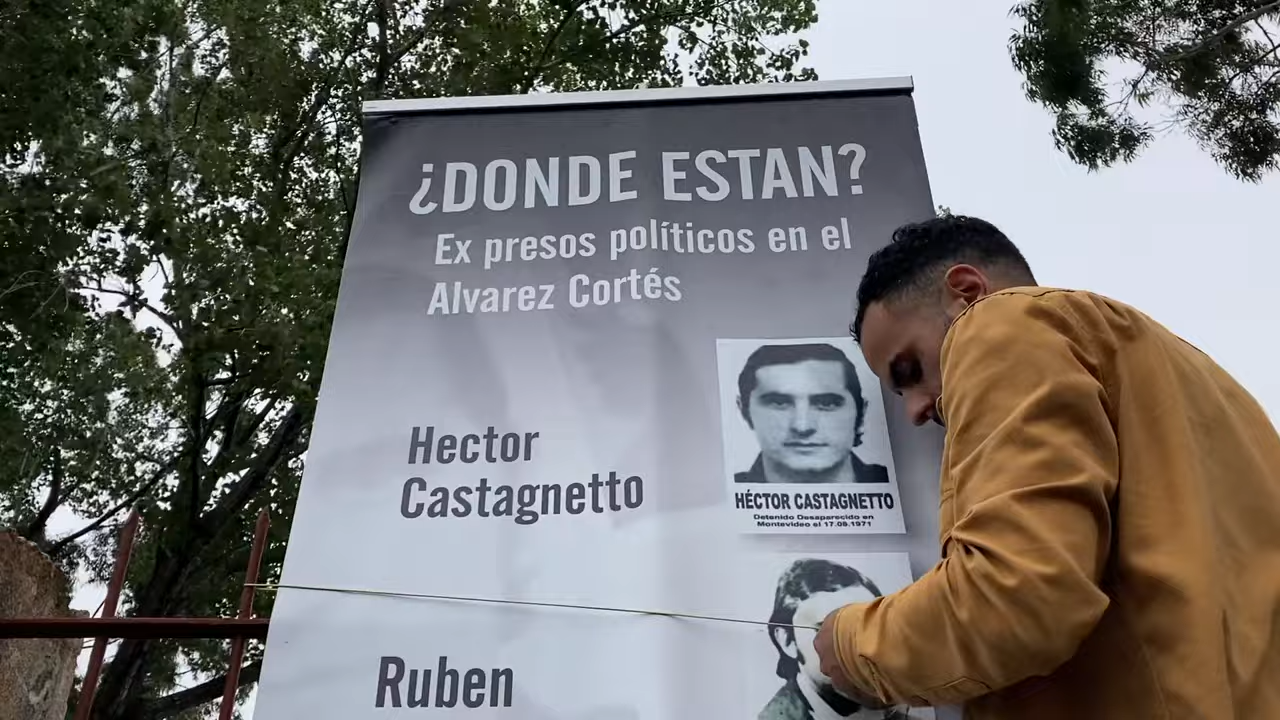 ¿DONDE ESTAN?
Ex presos políticos en el
Alvarez Cortés
Hector
Castagnetto
HÉCTOR CASTAGNETTO
Detenido Desaparecido en
Montevideo el 17.08.1971
Ruben